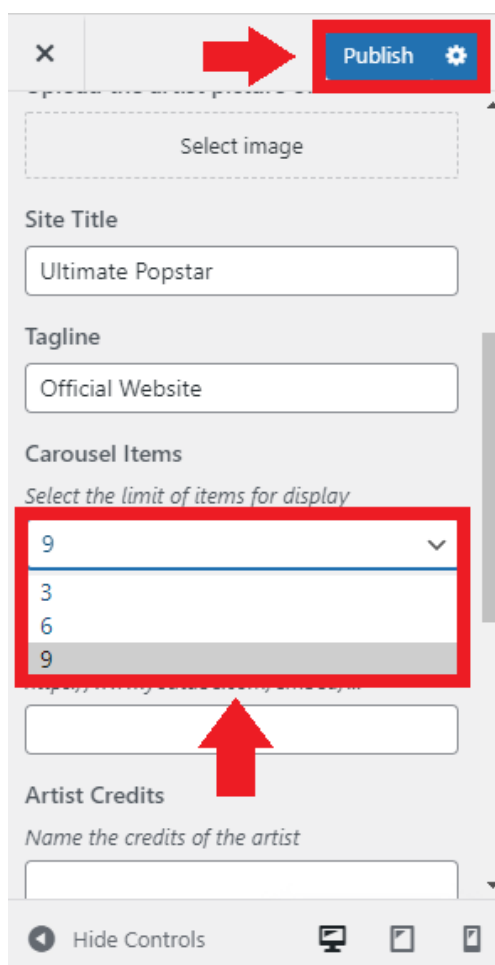 Publish
Select image
Site Title
Ultimate Popstar
Tagline
Official Website
Carousel Items
Select the limit of items for display
9
3
6
9
Artist Credits
Name the credits of the artist
Hide Controls